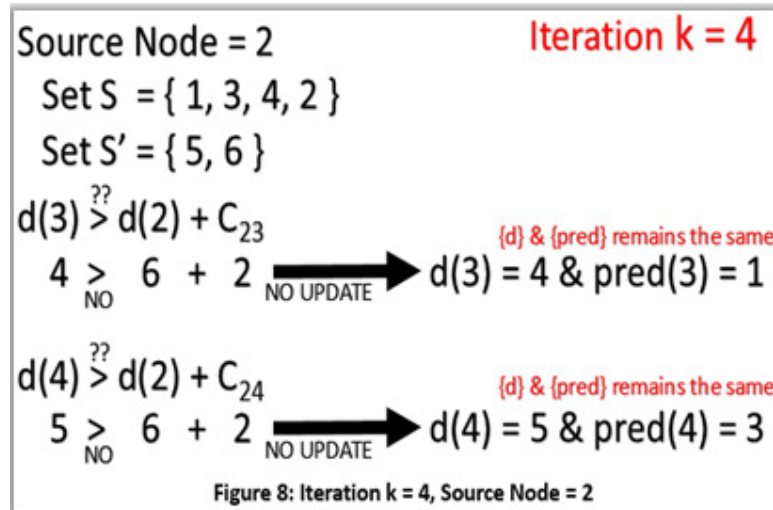 Source Node = 2
Iteration k = 4
Set S = { 1, 3, 4, 2 }
Set S' = { 5, 6 }
??
d(3) > d(2) + C23
{d} & {pred} remains the same
4 > 6 + 2
NO
NO UPDATE
d(3) = 4 & pred(3) = 1
??
d(4) > d(2) + C24
{d} & {pred} remains the same
5 > 6 + 2
NO
NO UPDATE
d(4) = 5 & pred(4) = 3
Figure 8: Iteration k = 4, Source Node = 2